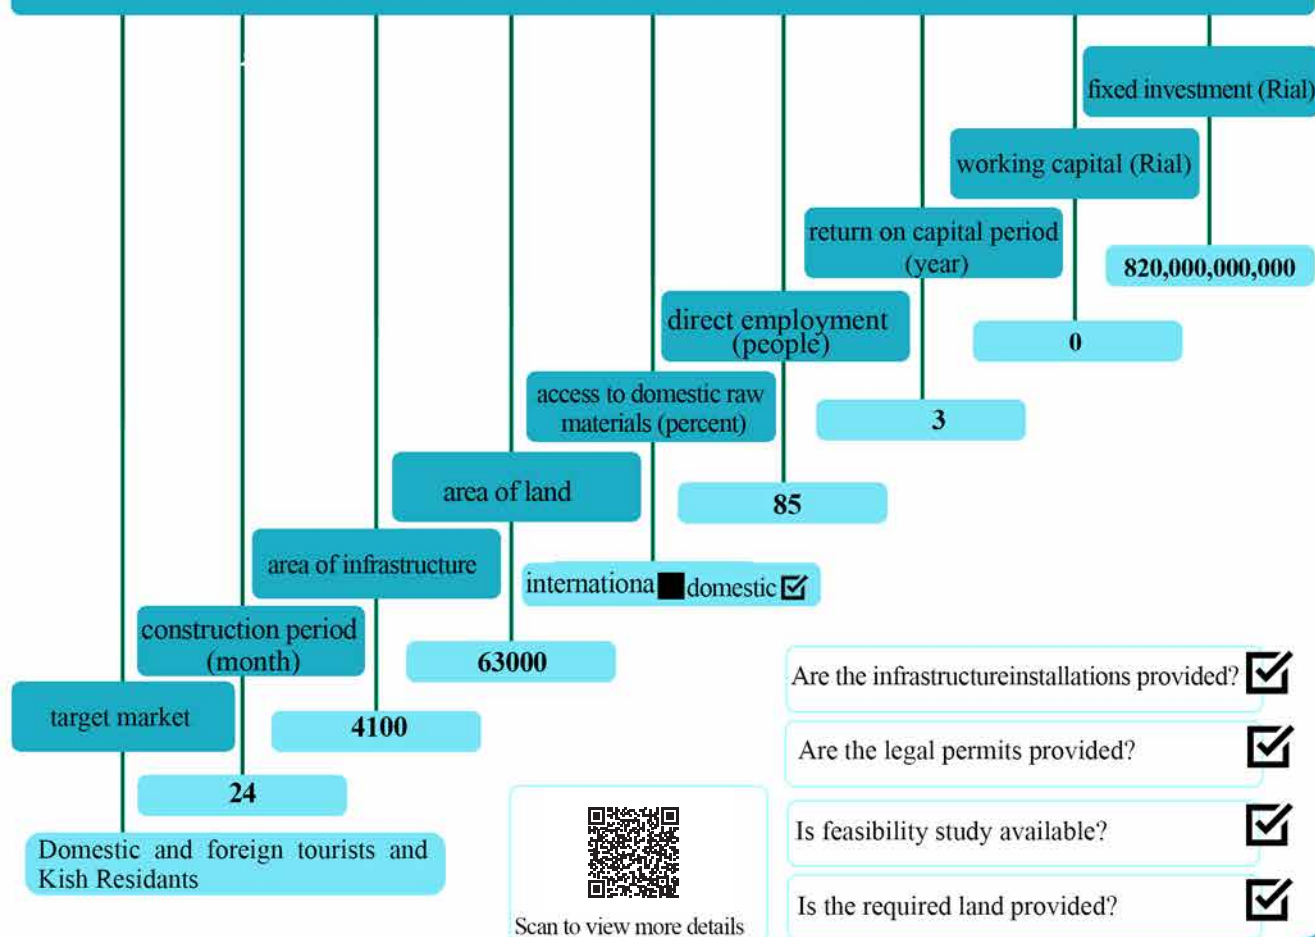 fixed investment (Rial)
820,000,000,000
working capital (Rial)
0
return on capital period
(year)
3
direct employment
(people)
85
access to domestic raw
materials (percent)
internationa domestic
area of land
63000
area of infrastructure
4100
construction period
(month)
24
target market
Domestic and foreign tourists and
Kish Residants
Are the infrastructureinstallations provided?
Are the legal permits provided?
Is feasibility study available?
Is the required land provided?
Scan to view more details